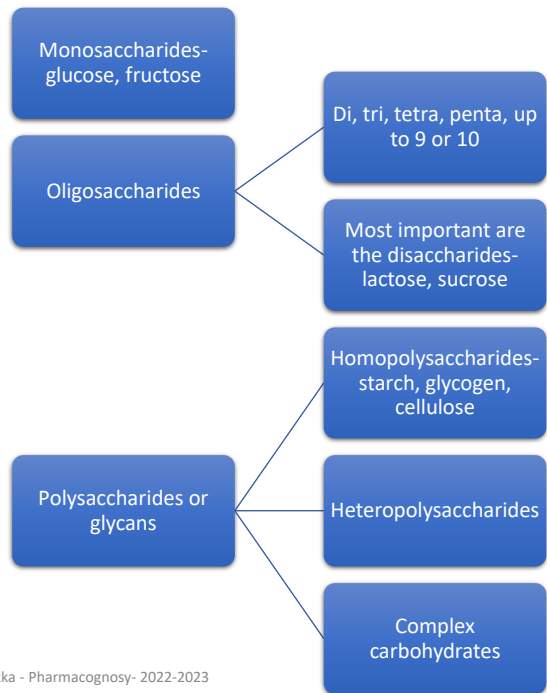 Monosaccharides-
glucose, fructose
Oligosaccharides
Di, tri, tetra, penta, up
to 9 or 10
Most important are
the disaccharides-
lactose, sucrose
Polysaccharides or
glycans
Homopolysaccharides-
starch, glycogen,
cellulose
Heteropolysaccharides
Complex
carbohydrates
- Pharmacognosy- 2022-2023